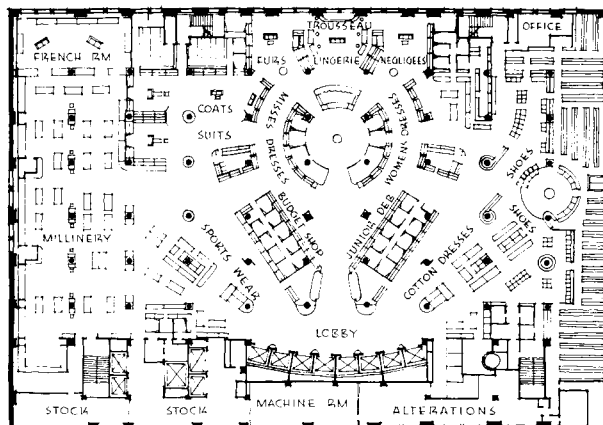 TROUSSEAU
OFFICE
FRENCH RM
FURS
LINGERIE
NEGLIGEES
COATS
SUITS
MISSES DRESSES
WOMENS DRESSES
SHOES
SHOES
BUDGET SHOP
JUNIOR DEB
MILLINERY
SPORTS WEAR
COTTON DRESSES
LOBBY
MACHINE RM
STOCK
STOCK
ALTERATIONS